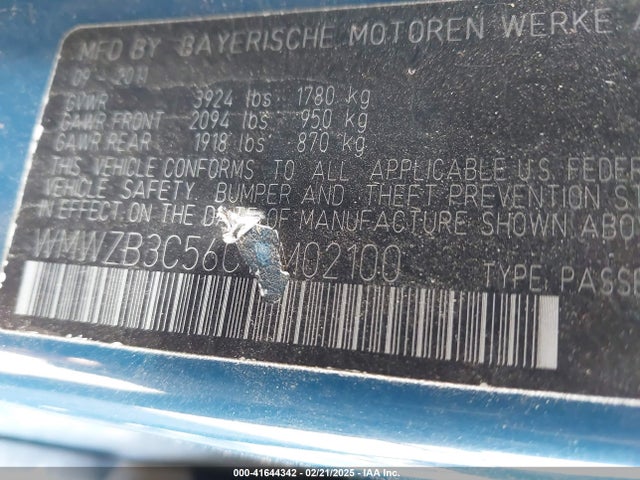 MFD BY BAYERISCHE MOTOREN WERKE
09 - 2011
GVWR 3924 lbs 1780 kg
GAWR FRONT 2094 lbs 950 kg
GAWR REAR 1918 lbs 870 kg
THIS VEHICLE CONFORMS TO ALL APPLICABLE U.S. FEDER
VEHICLE SAFETY, BUMPER AND THEFT PREVENTION S
EFFECT ON THE DATE OF MANUFACTURE SHOWN ABO
WMWZB3C56C M02100 TYPE: PASSE
000-41644342 - 02/21/2025 - IAA Inc.